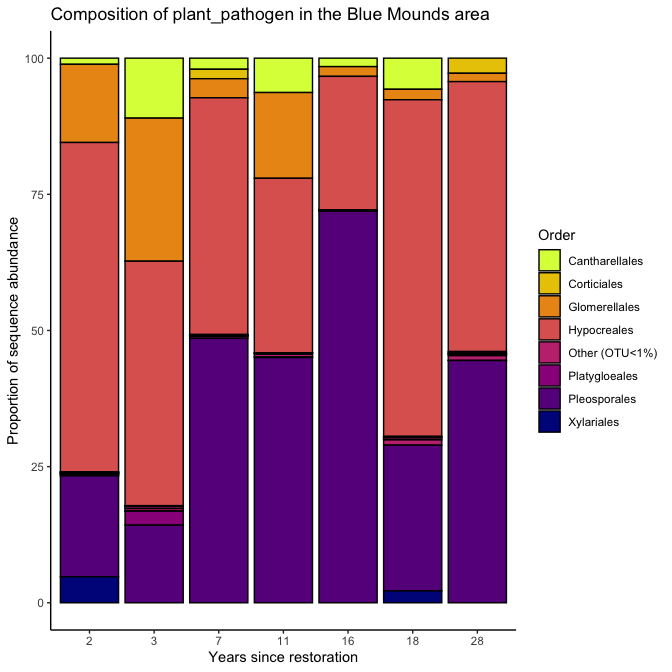 Composition of plant_pathogen in the Blue Mounds area
Proportion of sequence abundance
100
75
50
25
0
2 3 7 11 16 18 28
Years since restoration
Order
Cantharellales
Corticiales
Glomerellales
Hypocreales
Other (OTU<1%)
Platygloeales
Pleosporales
Xylariales